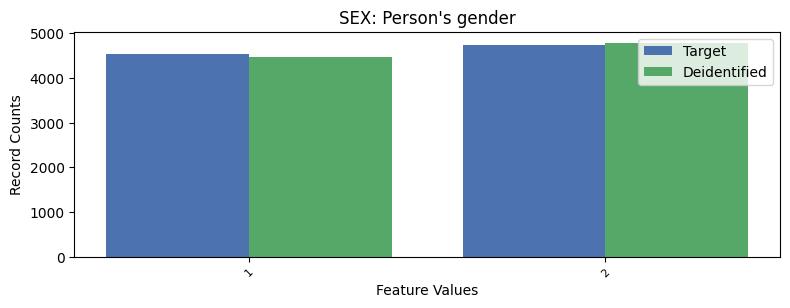 SEX: Person's gender
Target
Deidentified
Record Counts
5000
4000
3000
2000
1000
0
1
2
Feature Values